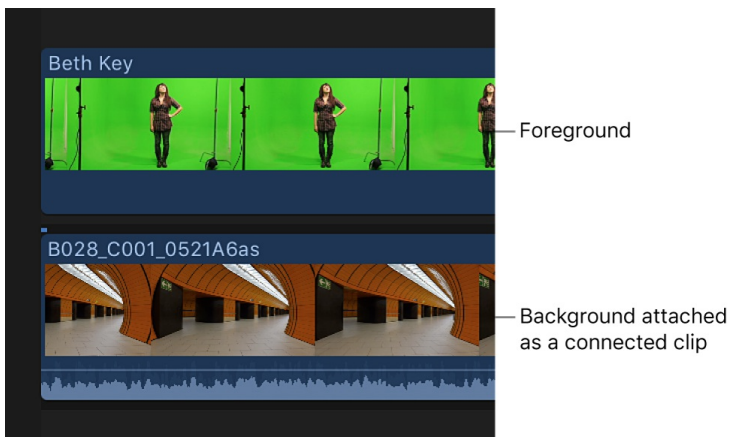 Beth Key
Foreground
B028_C001_0521A6as
Background attached
as a connected clip